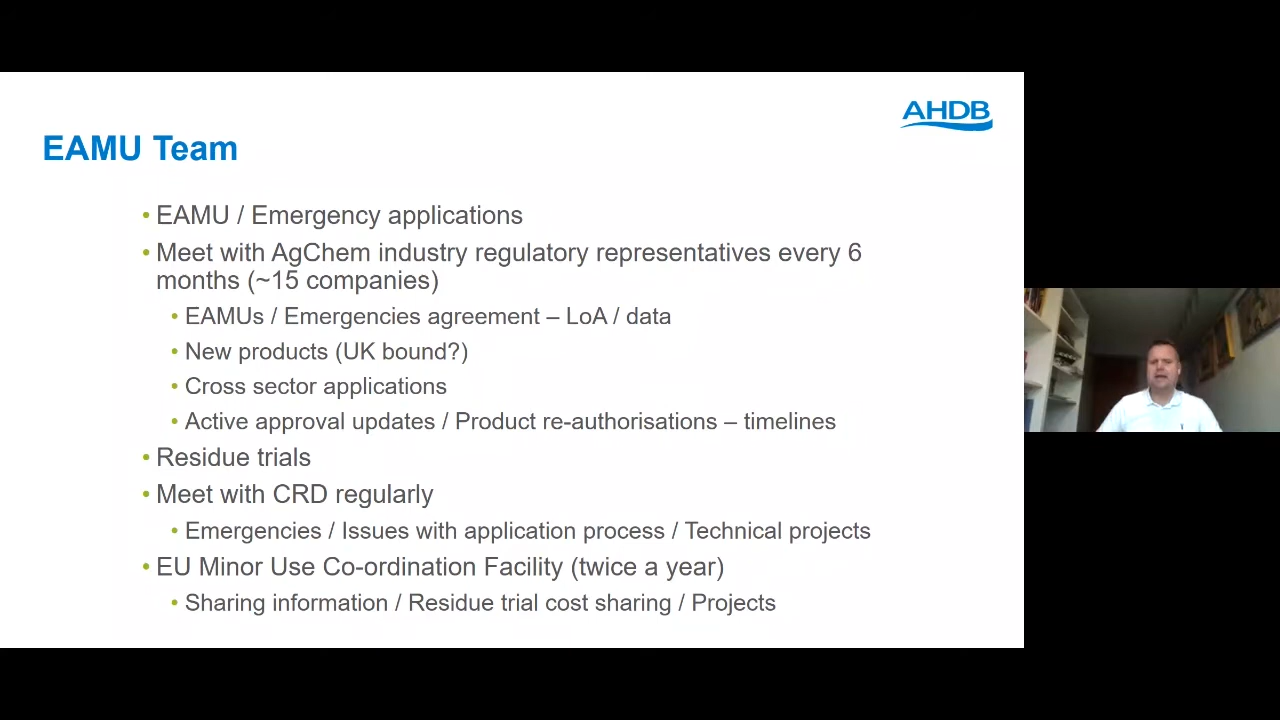 AHDB
EAMU Team
• EAMU / Emergency applications
• Meet with AgChem industry regulatory representatives every 6
months (~15 companies)
• EAMUs / Emergencies agreement – LoA / data
• New products (UK bound?)
• Cross sector applications
• Active approval updates / Product re-authorisations – timelines
• Residue trials
• Meet with CRD regularly
• Emergencies / Issues with application process / Technical projects
• EU Minor Use Co-ordination Facility (twice a year)
• Sharing information / Residue trial cost sharing / Projects